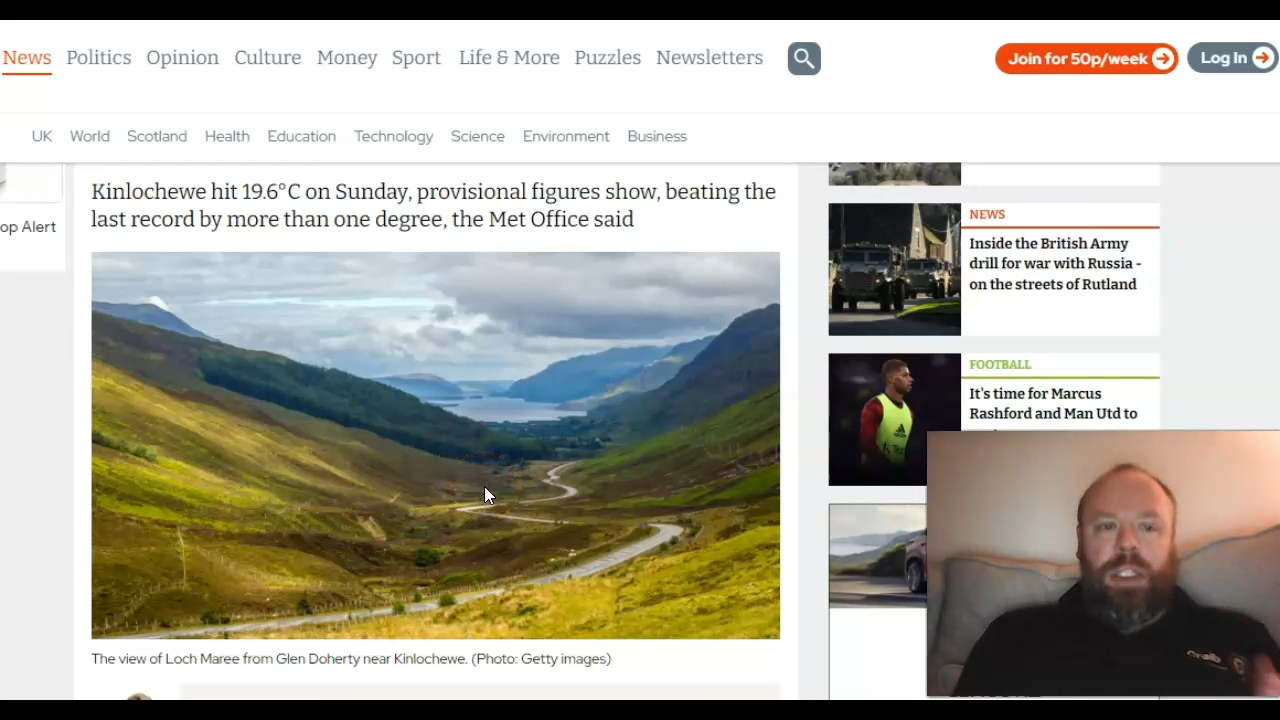 News Politics Opinion Culture Money Sport Life & More Puzzles Newsletters
Join for 50p/week
Log In
UK World Scotland Health Education Technology Science Environment Business
op Alert
Kinlochewe hit 19.6°C on Sunday, provisional figures show, beating the
last record by more than one degree, the Met Office said
The view of Loch Maree from Glen Doherty near Kinlochewe. (Photo: Getty images)
NEWS
Inside the British Army
drill for war with Russia -
on the streets of Rutland
FOOTBALL
It's time for Marcus
Rashford and Man Utd to